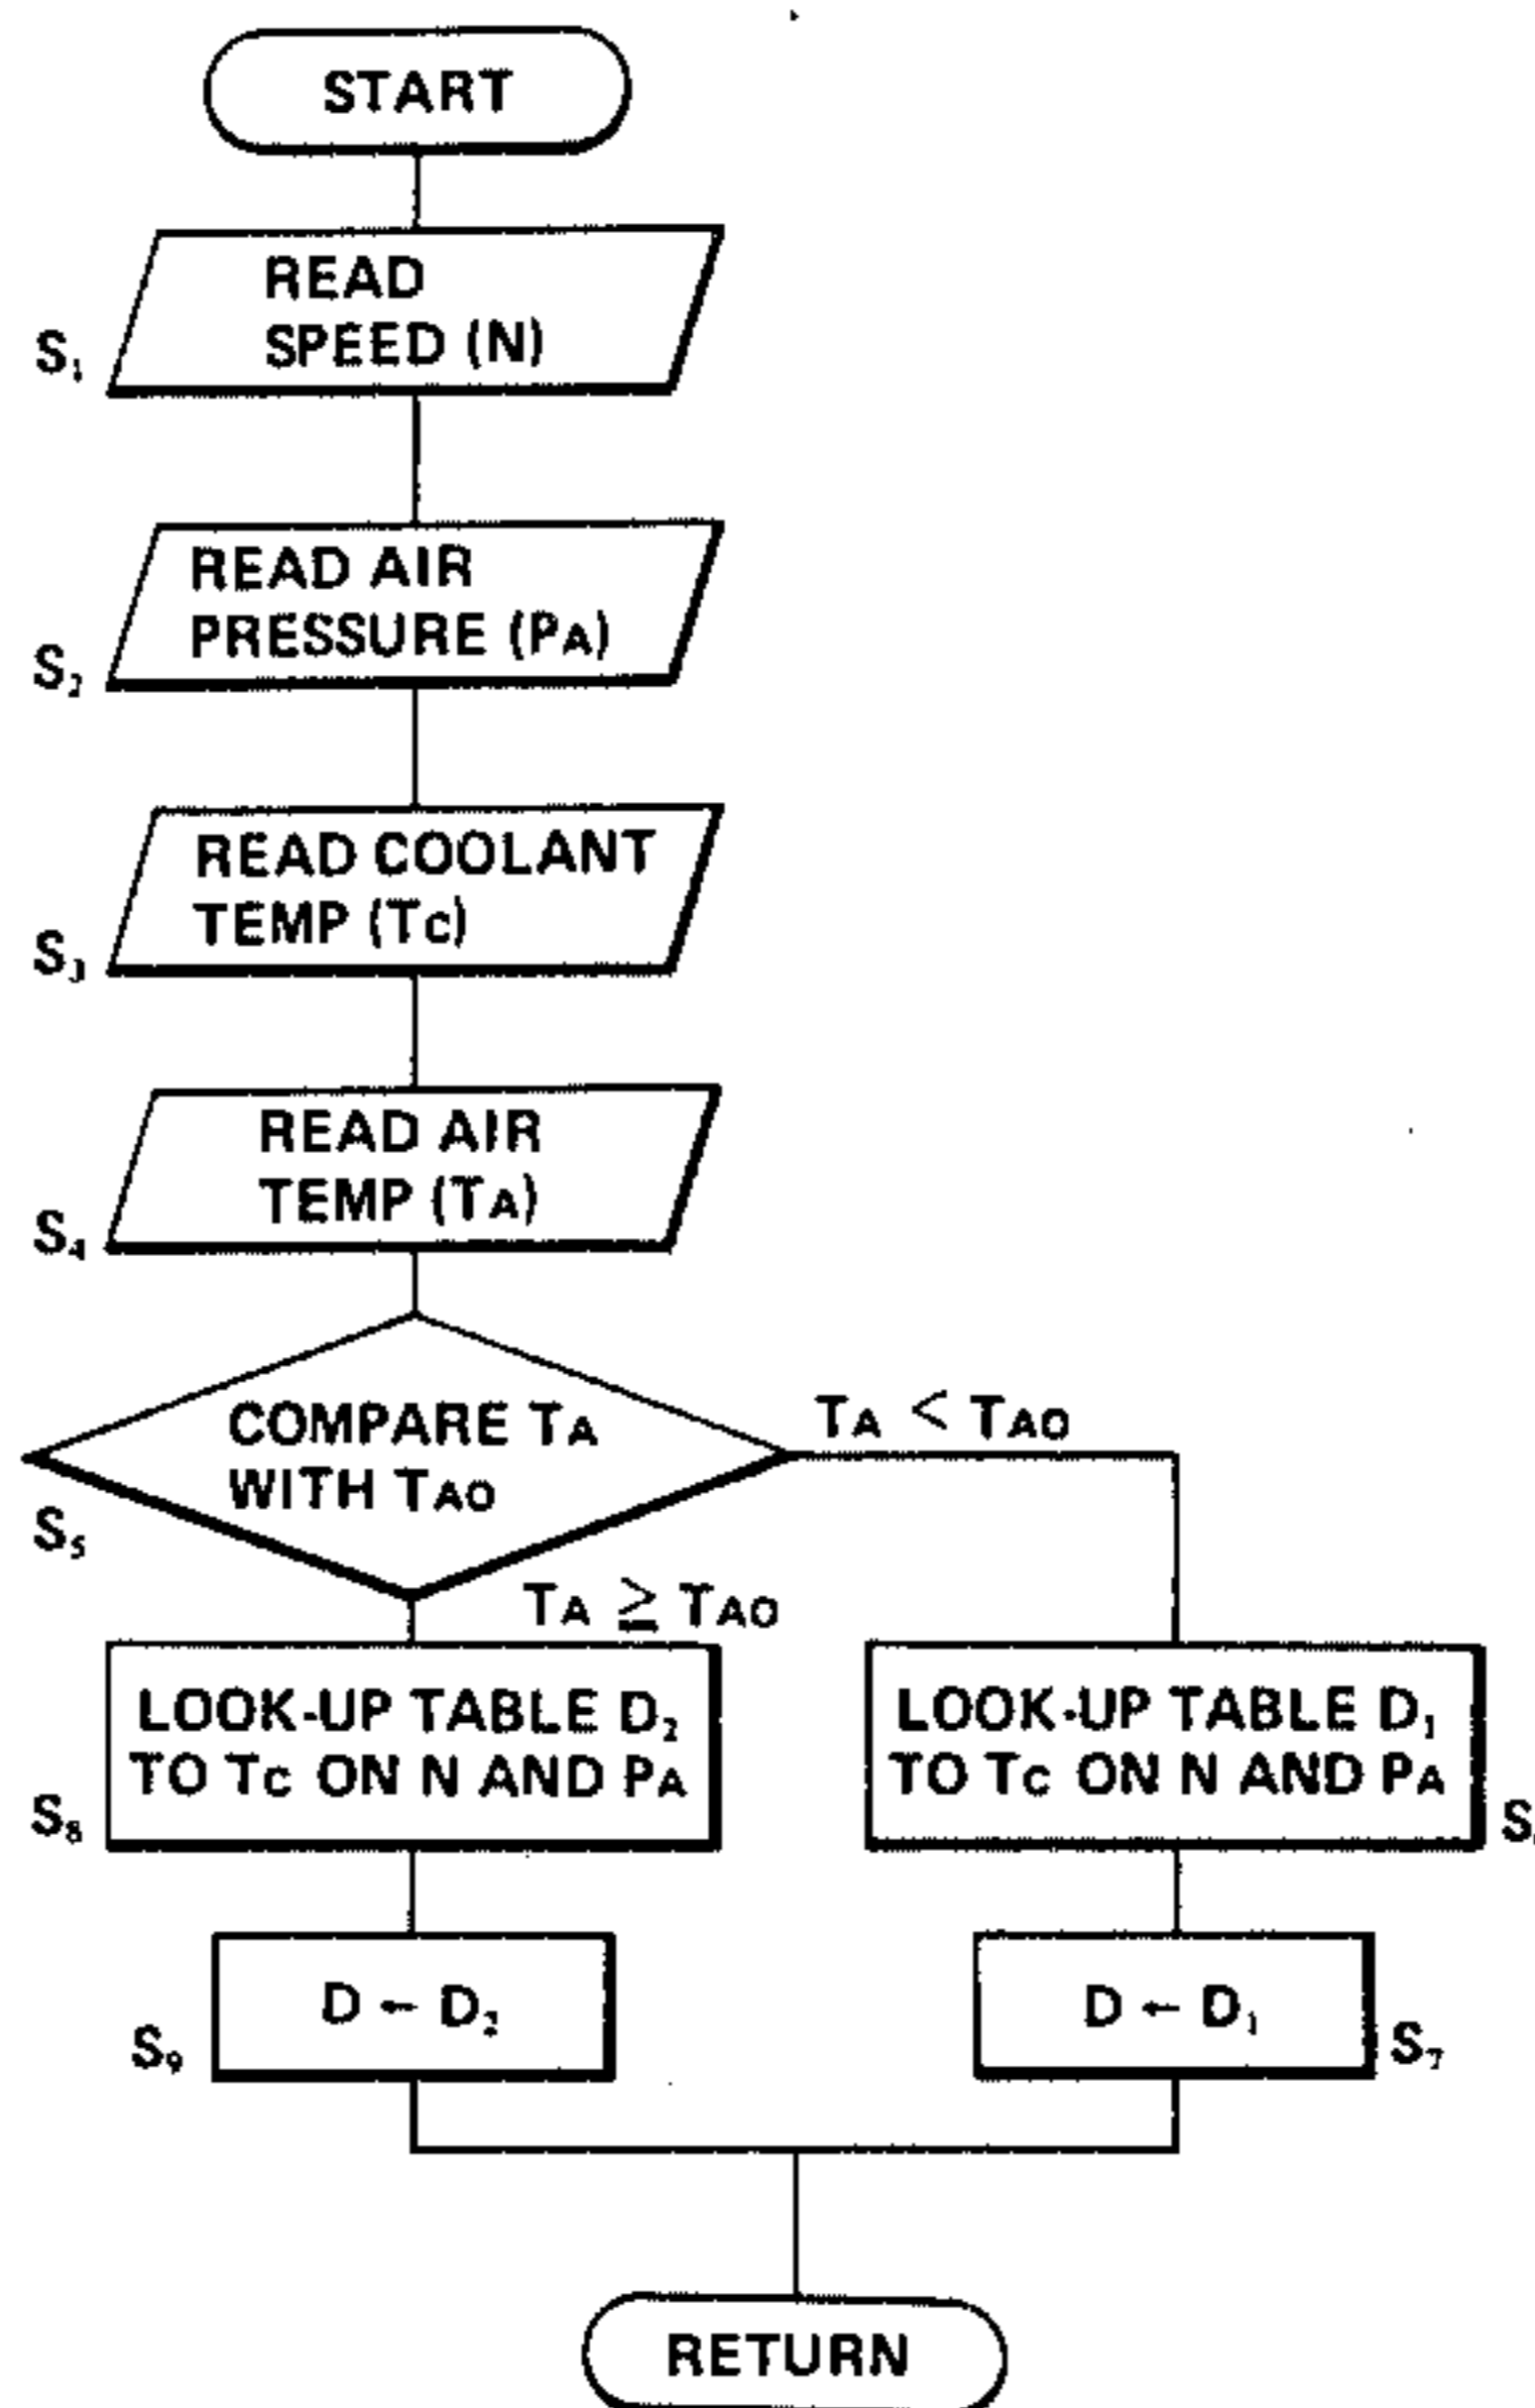 START
READ
SPEED (N)
S₁
READ AIR
PRESSURE (PA)
S₂
READ COOLANT
TEMP (TC)
S₃
READ AIR
TEMP (TA)
S₄
COMPARE TA
WITH TAO
S₅
TA < TAO
TA ≧ TAO
LOOK-UP TABLE D₂
TO TC ON N AND PA
S₈
LOOK-UP TABLE D₁
TO TC ON N AND PA
D ← D₂
S₉
D ← D₁
S₇
RETURN